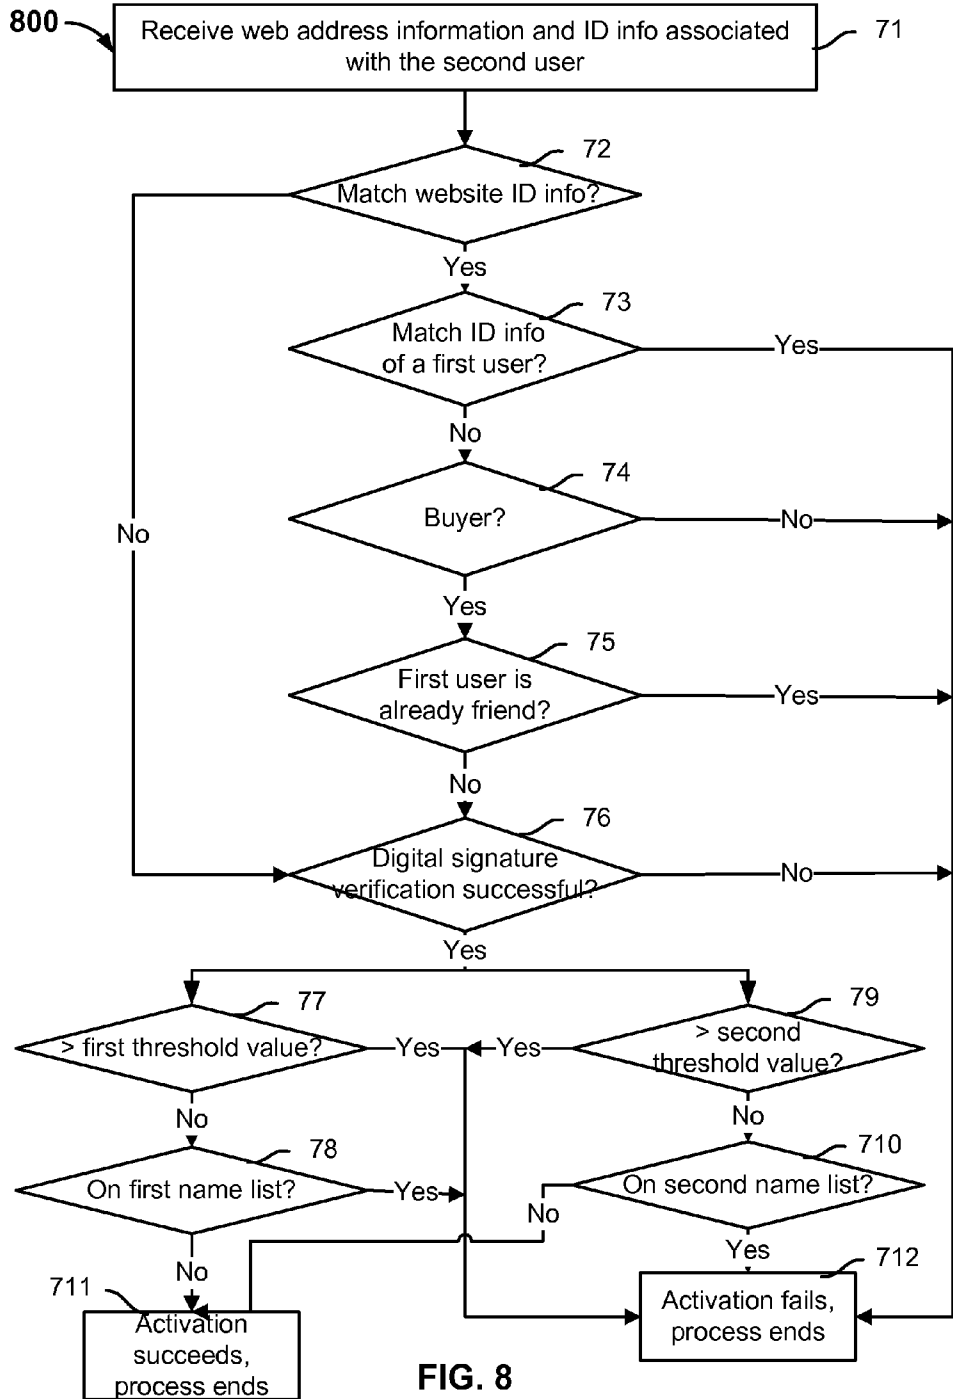 800
Receive web address information and ID info associated
with the second user
71
72
Match website ID info?
Yes
73
Match ID info
of a first user?
Yes
No
74
Buyer?
No
No
Yes
75
First user is
already friend?
Yes
No
76
Digital signature
verification successful?
No
Yes
77
> first threshold value?
Yes
Yes
79
> second
threshold value?
No
No
78
On first name list?
Yes
710
On second name list?
No
No
Yes
711
Activation
succeeds,
process ends
712
Activation fails,
process ends
FIG. 8